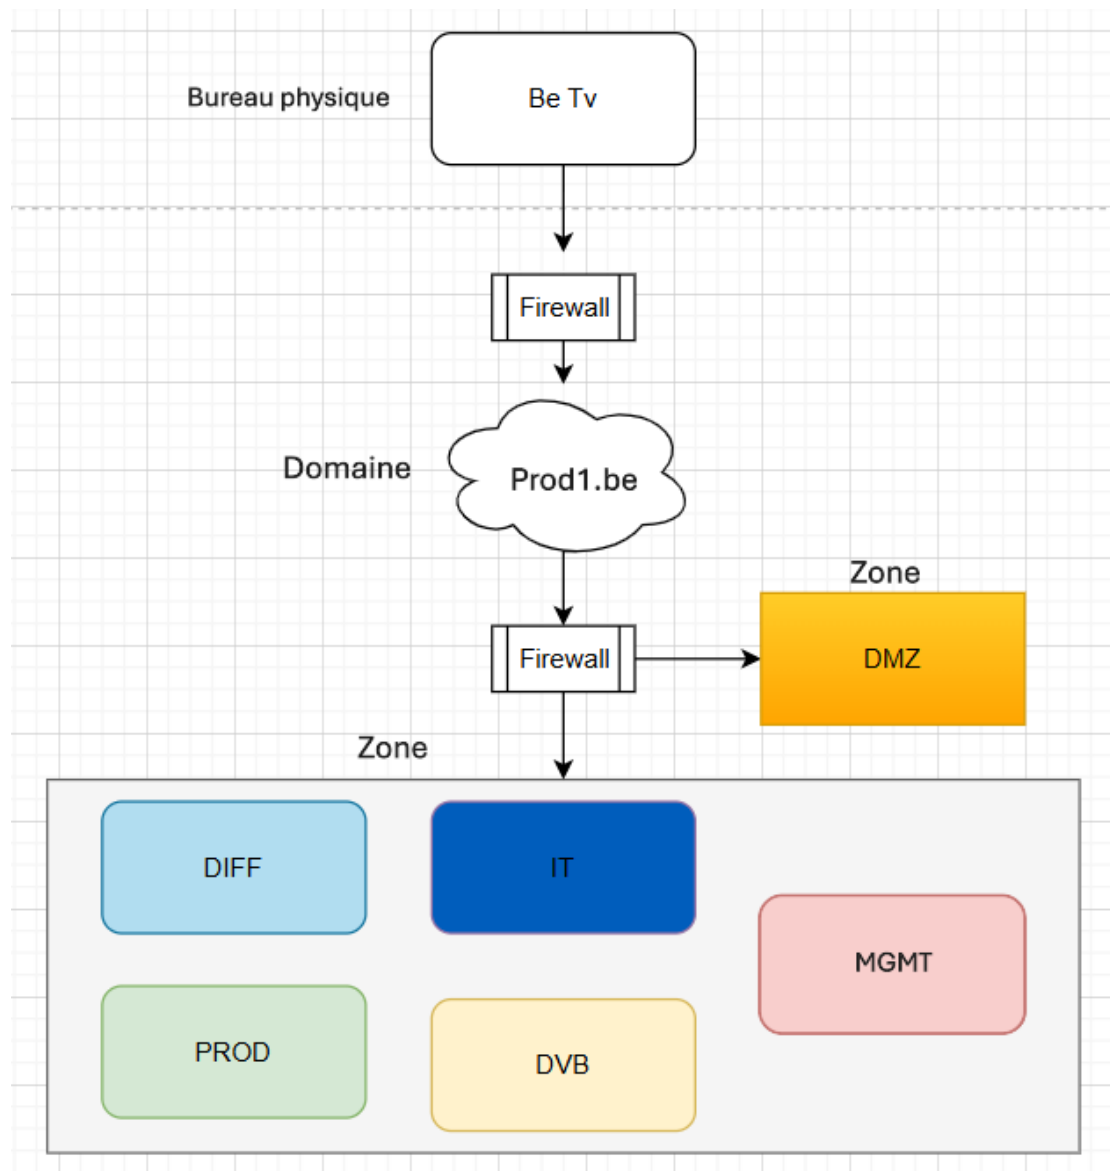 Bureau physique
Be Tv
Firewall
Domaine
Prod1.be
Zone
Firewall
DMZ
Zone
DIFF
IT
MGMT
PROD
DVB